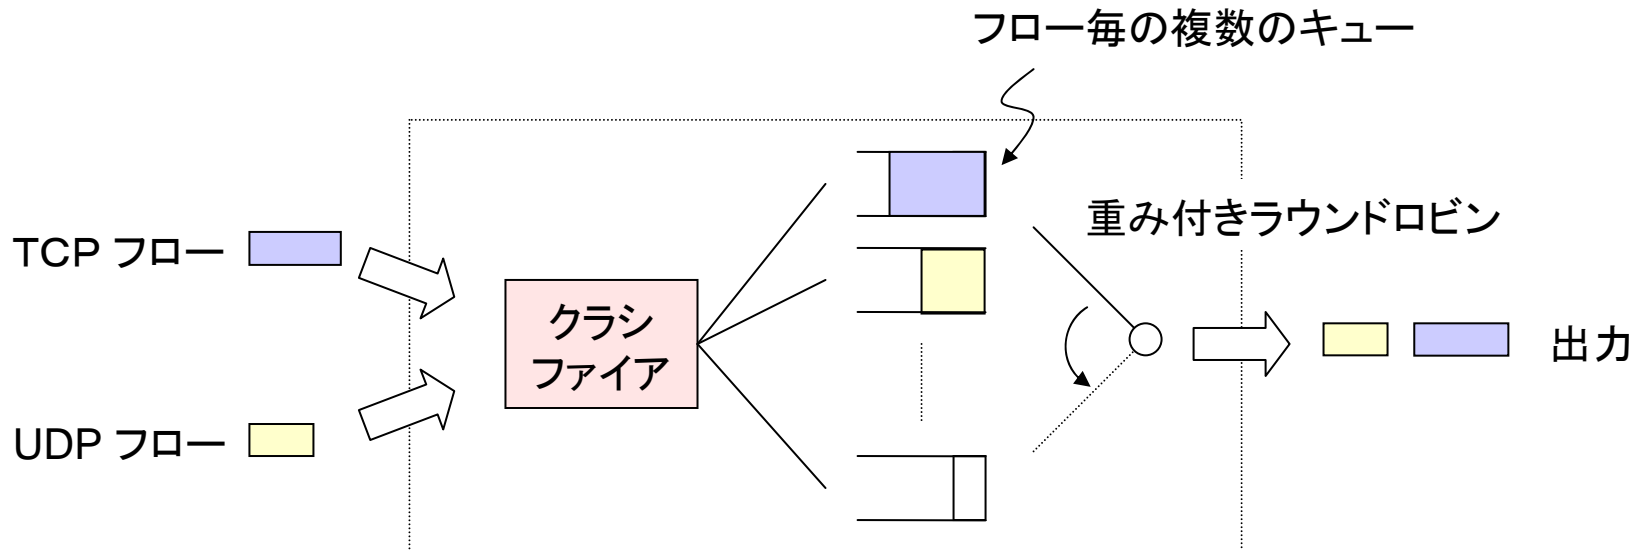 フロー毎の複数のキュー
重み付きラウンドロビン
TCP フロー
クラシ
ファイア
出力
UDP フロー